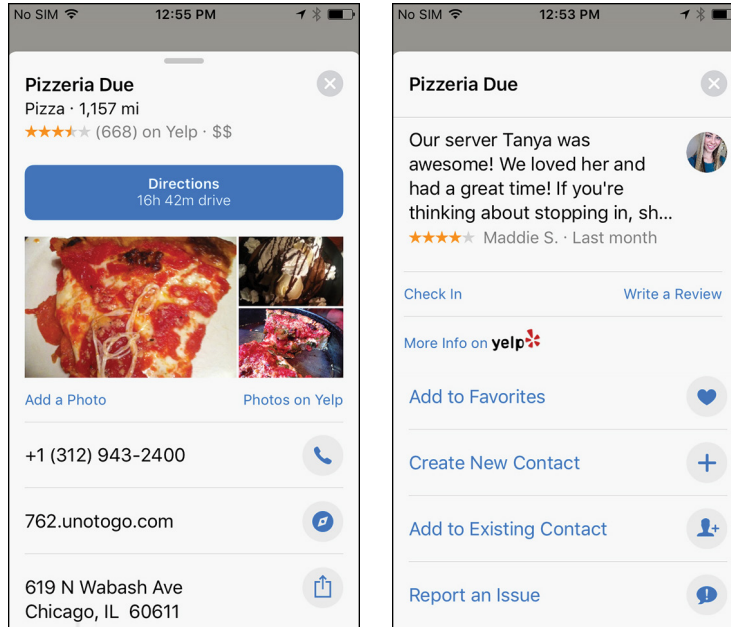 No SIM 12:55 PM
Pizzeria Due
Pizza · 1,157 mi
(668) on Yelp · $$
Directions
16h 42m drive
Add a Photo
Photos on Yelp
+1 (312) 943-2400
762.unotogo.com
619 N Wabash Ave
Chicago, IL 60611
No SIM 12:53 PM
Pizzeria Due
Our server Tanya was
awesome! We loved her and
had a great time! If you're
thinking about stopping in, sh...
Maddie S. · Last month
Check In
Write a Review
More Info on yelp
Add to Favorites
Create New Contact
Add to Existing Contact
Report an Issue